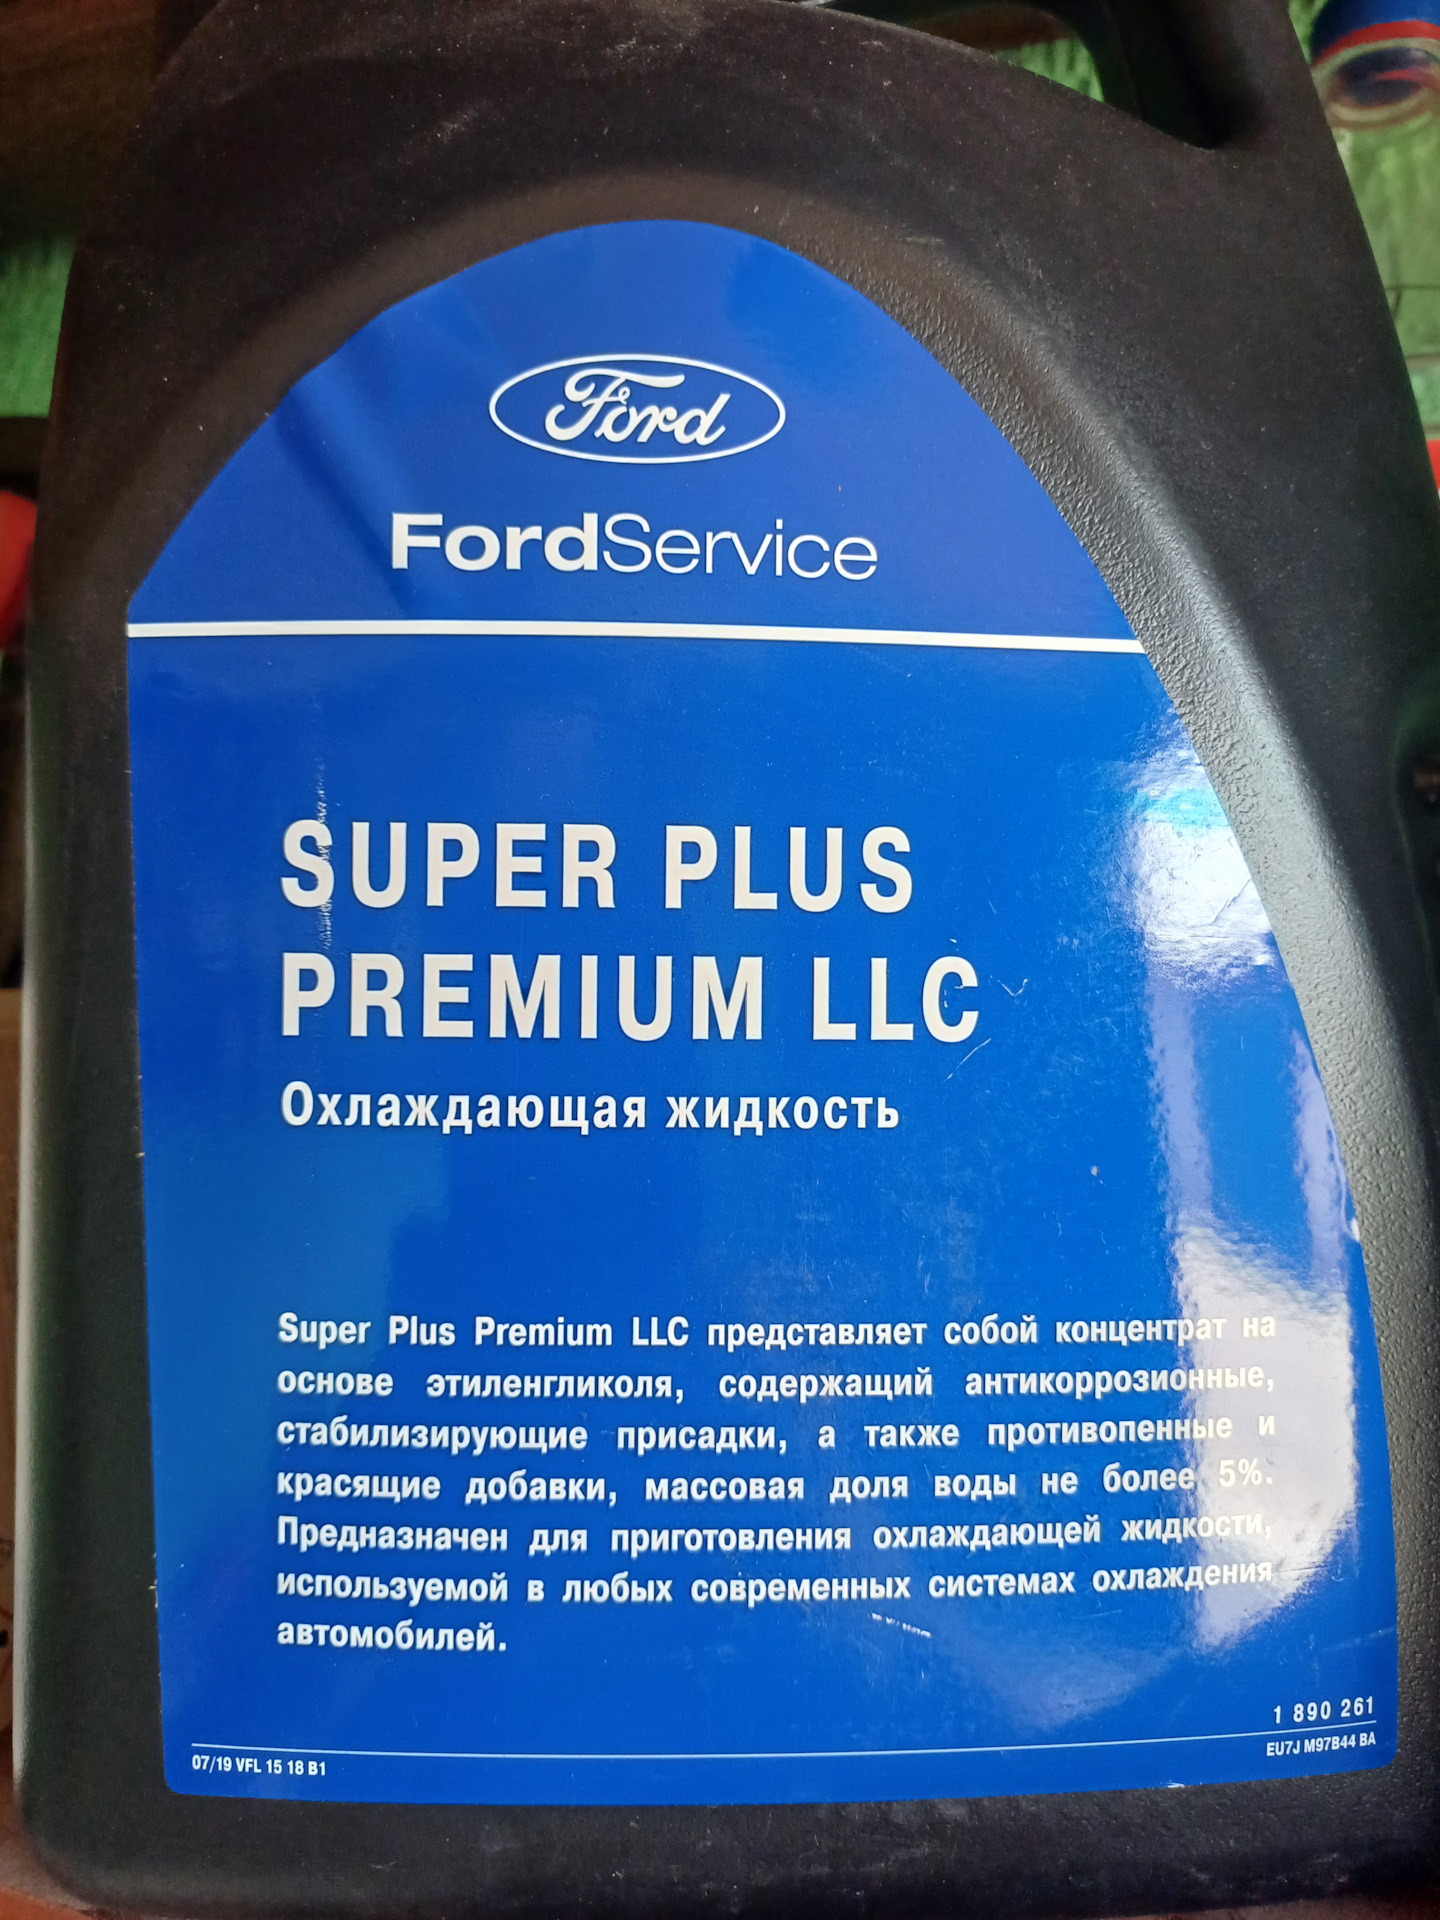 Ford
FordService
SUPER PLUS
PREMIUM LLC
Охлаждающая жидкость
Super Plus Premium LLC представляет собой концентрат на
основе этиленгликоля, содержащий антикоррозионные,
стабилизирующие присадки, а также противопенные и
красящие добавки, массовая доля воды не более 5%.
Предназначен для приготовления охлаждающей жидкости,
используемой в любых современных системах охлаждения
автомобилей.
1 890 261
07/19 VFL 15 18 B1
EU7J M97B44 BA